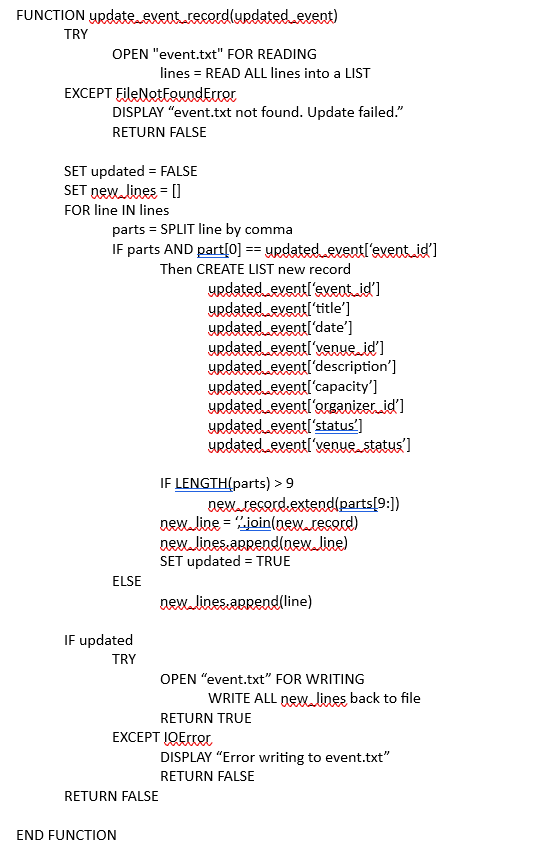 FUNCTION update_event_record(updated_event)
TRY
OPEN "event.txt" FOR READING
lines = READ ALL lines into a LIST
EXCEPT FileNotFoundError
DISPLAY “event.txt not found. Update failed.”
RETURN FALSE
SET updated = FALSE
SET new_lines = []
FOR line IN lines
parts = SPLIT line by comma
IF parts AND part[0] == updated_event[‘event_id’]
Then CREATE LIST new record
updated_event[‘event_id’]
updated_event[‘title’]
updated_event[‘date’]
updated_event[‘venue_id’]
updated_event[‘description’]
updated_event[‘capacity’]
updated_event[‘organizer_id’]
updated_event[‘status’]
updated_event[‘venue_status’]
IF LENGTH(parts) > 9
new_record.extend(parts[9:])
new_line = ‘,’.join(new_record)
new_lines.append(new_line)
SET updated = TRUE
ELSE
new_lines.append(line)
IF updated
TRY
OPEN “event.txt” FOR WRITING
WRITE ALL new_lines back to file
RETURN TRUE
EXCEPT IOError
DISPLAY “Error writing to event.txt”
RETURN FALSE
RETURN FALSE
END FUNCTION